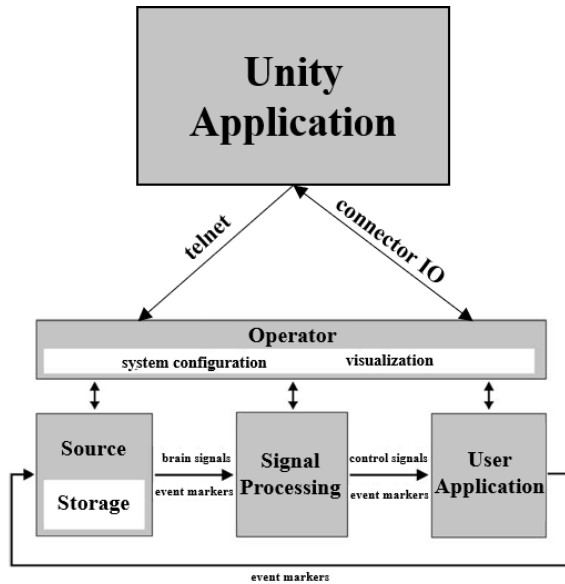 Unity
Application
telnet
connector IO
Operator
system configuration visualization
Source
Storage
brain signals
event markers
Signal
Processing
control signals
event markers
User
Application
event markers